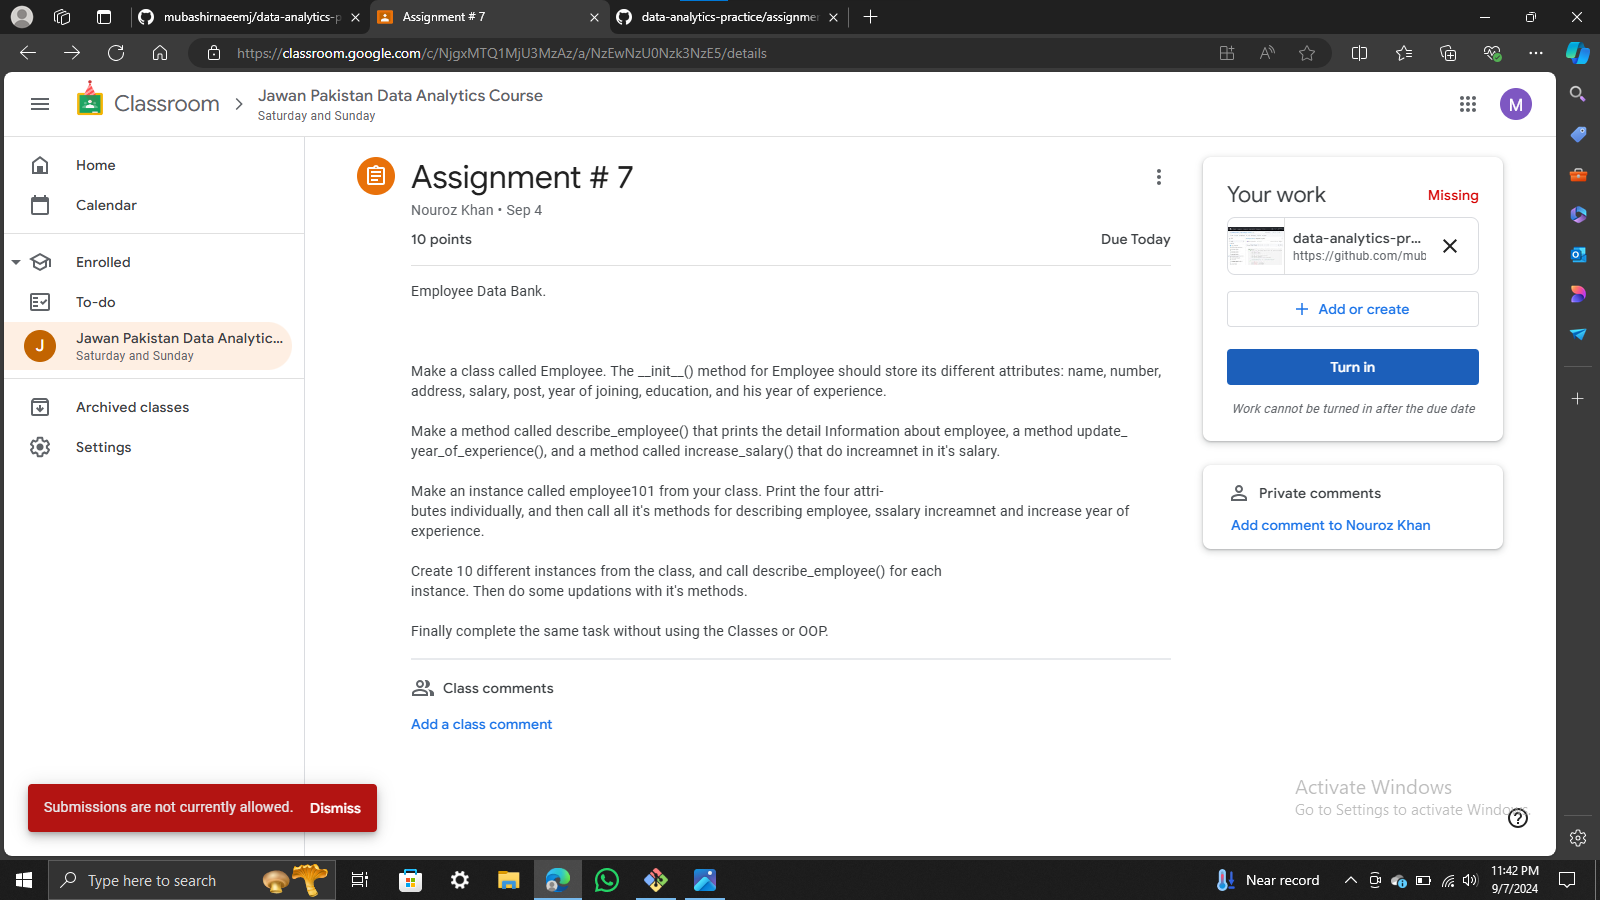 mubashirnaeemj/data-analytics-p
Assignment # 7
data-analytics-practice/assignmen
https://classroom.google.com/c/NjgxMTQ1MjU3MzAz/a/NzEwNzU0Nzk3NzE5/details
Classroom
Jawan Pakistan Data Analytics Course
Saturday and Sunday
M
Home
Calendar
Enrolled
To-do
J
Jawan Pakistan Data Analytic...
Saturday and Sunday
Archived classes
Settings
Assignment # 7
Nouroz Khan • Sep 4
10 points
Due Today
Employee Data Bank.
Make a class called Employee. The __init__() method for Employee should store its different attributes: name, number,
address, salary, post, year of joining, education, and his year of experience.
Make a method called describe_employee() that prints the detail Information about employee, a method update_
year_of_experience(), and a method called increase_salary() that do increamnet in it's salary.
Make an instance called employee101 from your class. Print the four attri-
butes individually, and then call all it's methods for describing employee, ssalary increamnet and increase year of
experience.
Create 10 different instances from the class, and call describe_employee() for each
instance. Then do some updations with it's methods.
Finally complete the same task without using the Classes or OOP.
Class comments
Add a class comment
Your work
Missing
data-analytics-pr...
https://github.com/mub
+ Add or create
Turn in
Work cannot be turned in after the due date
Private comments
Add comment to Nouroz Khan
Submissions are not currently allowed.
Dismiss
Activate Windows
Go to Settings to activate Windows.
Type here to search
Near record
11:42 PM
9/7/2024